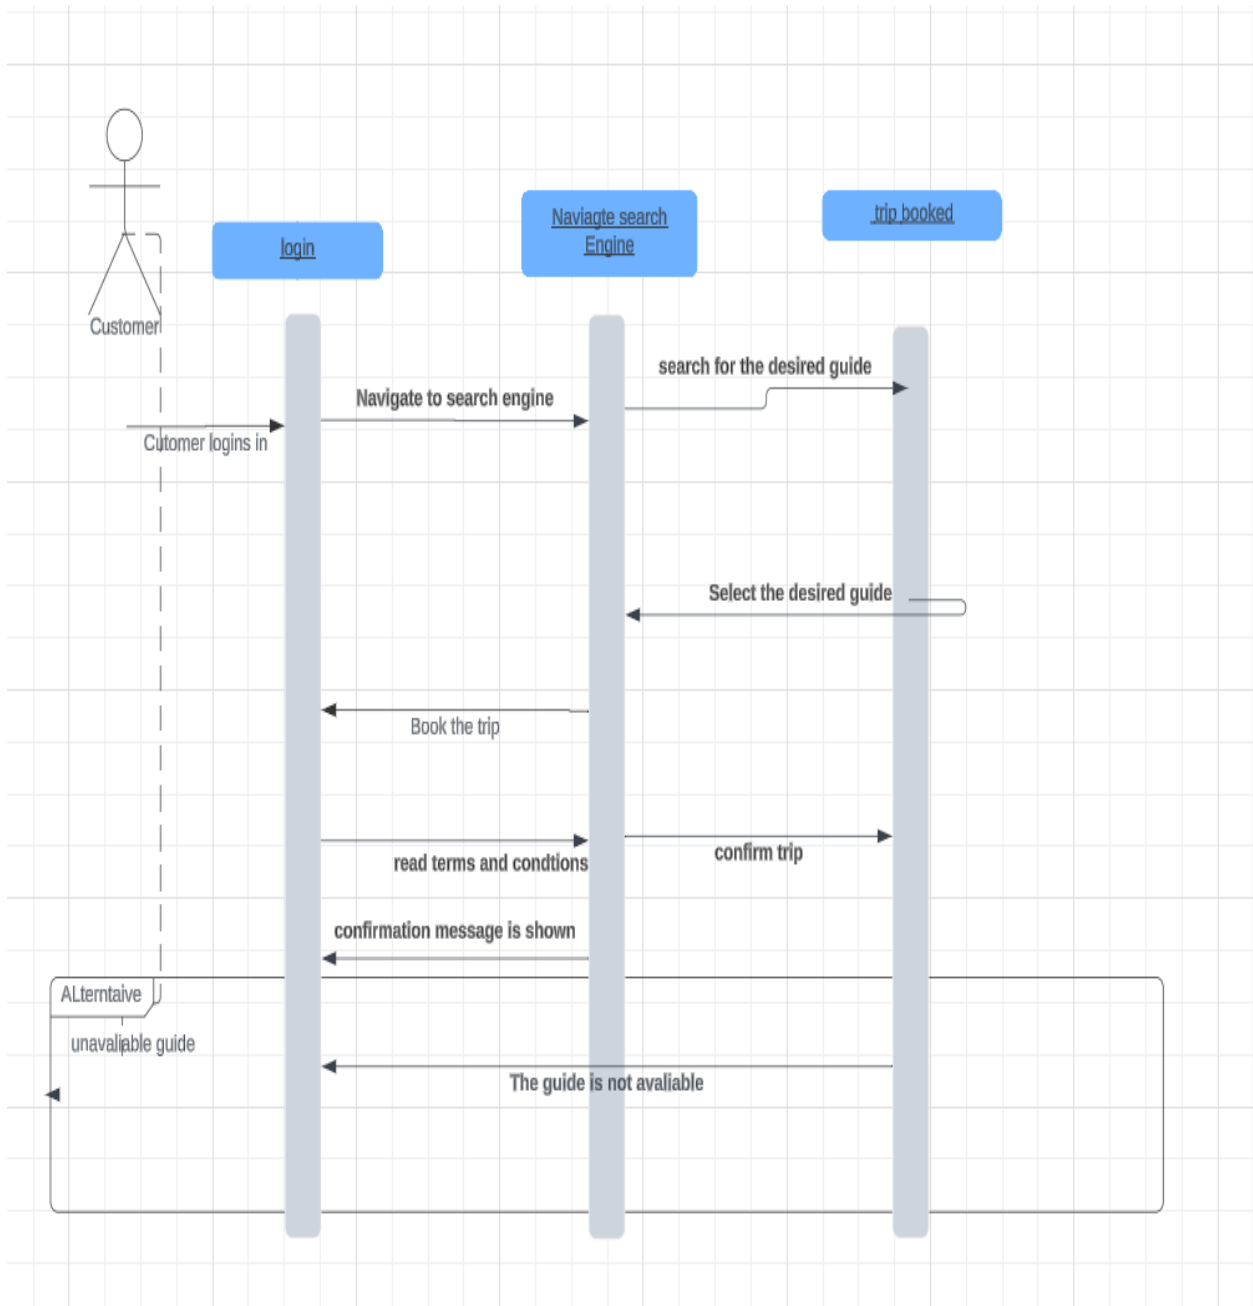 Naviagte search
Engine
trip booked
login
Customer
search for the desired guide
Navigate to search engine
Cutomer logins in
Select the desired guide
Book the trip
read terms and condtions
confirm trip
confirmation message is shown
ALterntaive
unavaliable guide
The guide is not avaliable